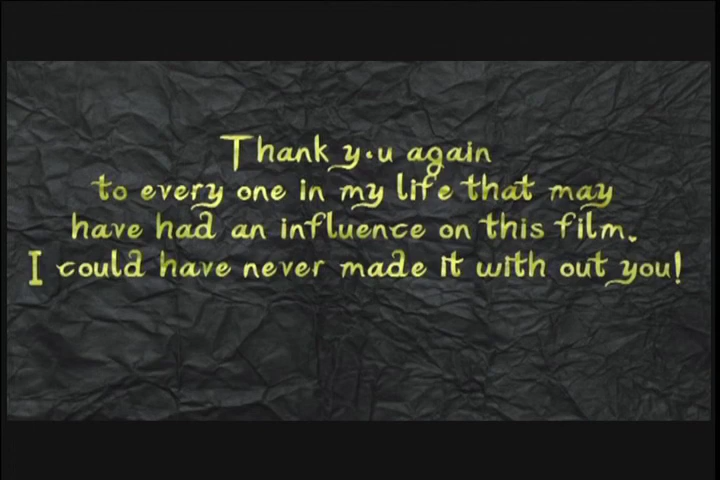 Thank you again
to every one in my life that may
have had an influence on this film.
I could have never made it with out you!